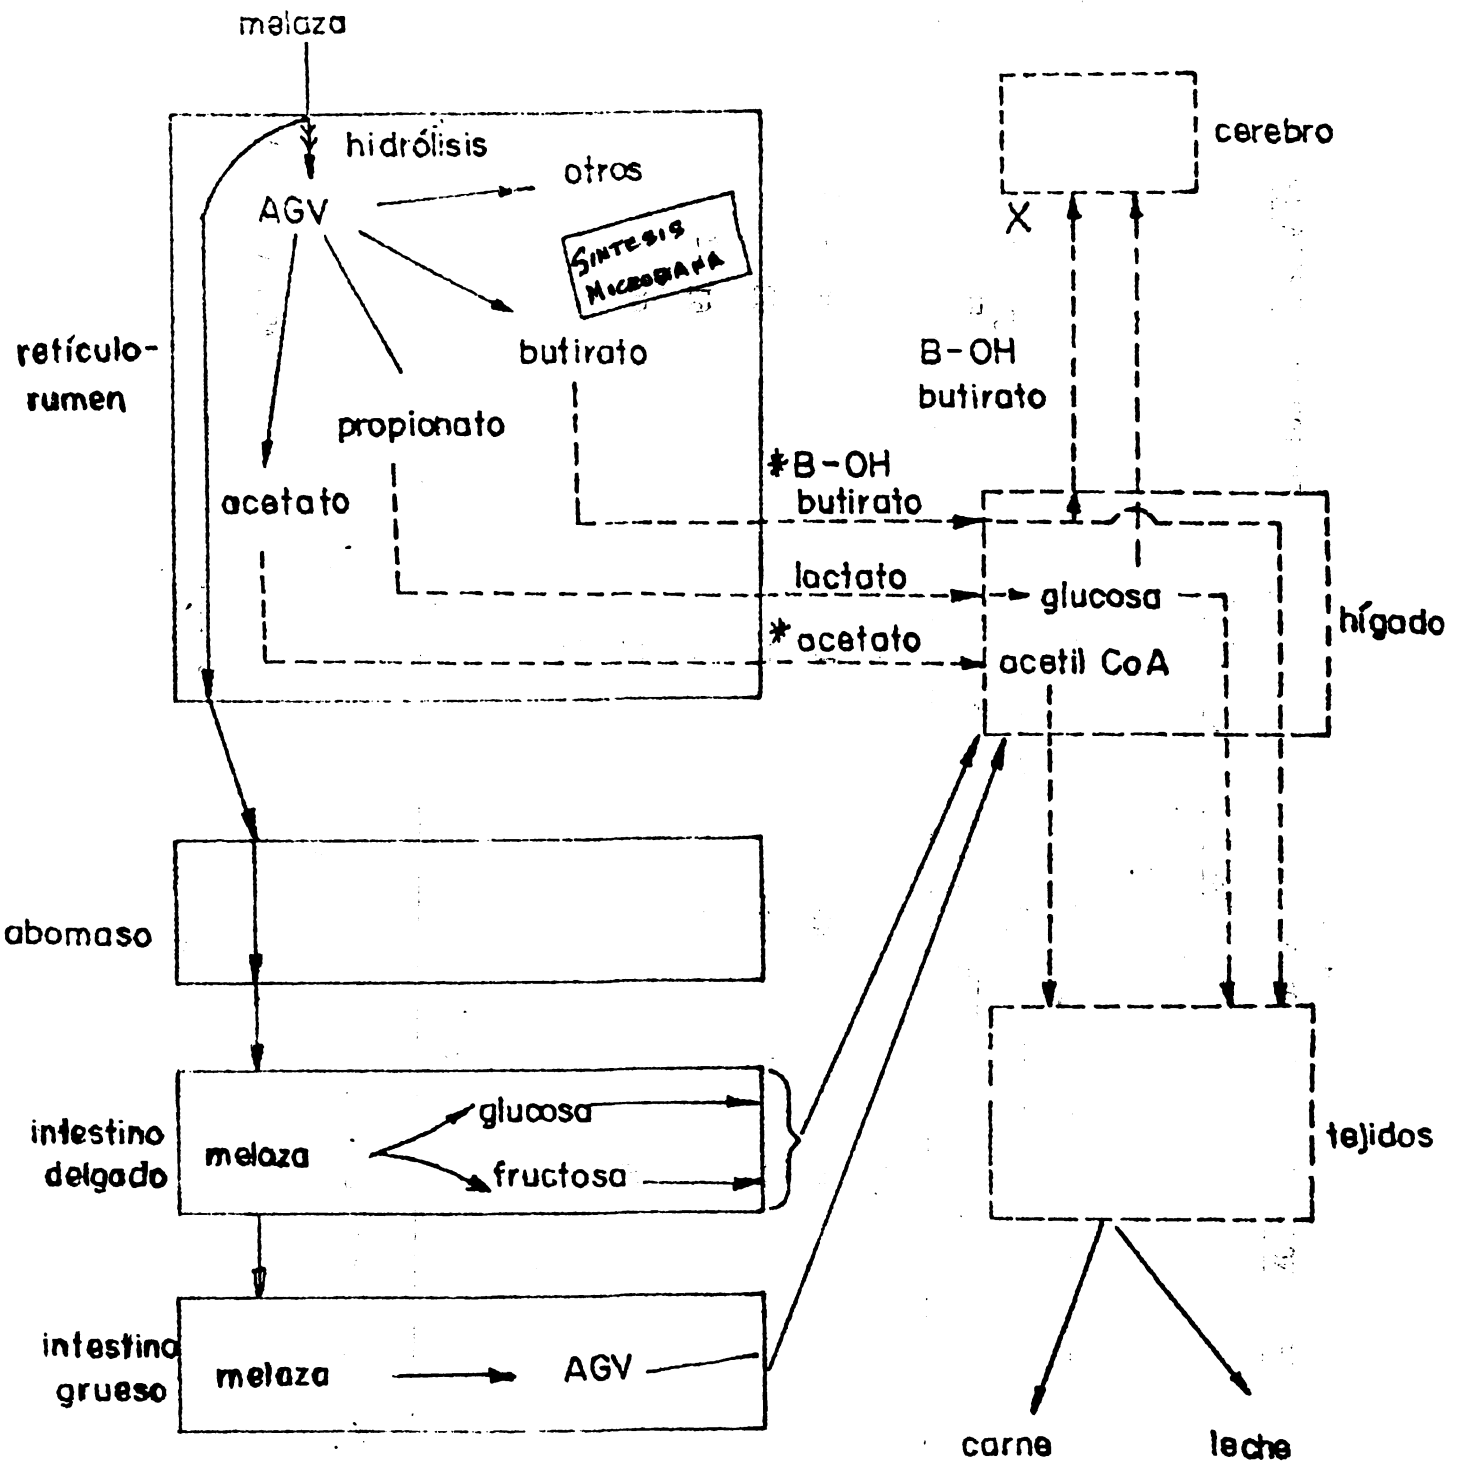 melaza
hidrólisis
otros
AGV
SINTESIS
MICROBIANA
butirato
retículo-
rumen
propionato
acetato
cerebro
X
B-OH
butirato
*B-OH
butirato
lactato
glucosa
*acetato
acetil CoA
hígado
abomaso
intestino
delgado
melaza
glucosa
fructosa
tejidos
intestino
grueso
melaza
AGV
carne
leche